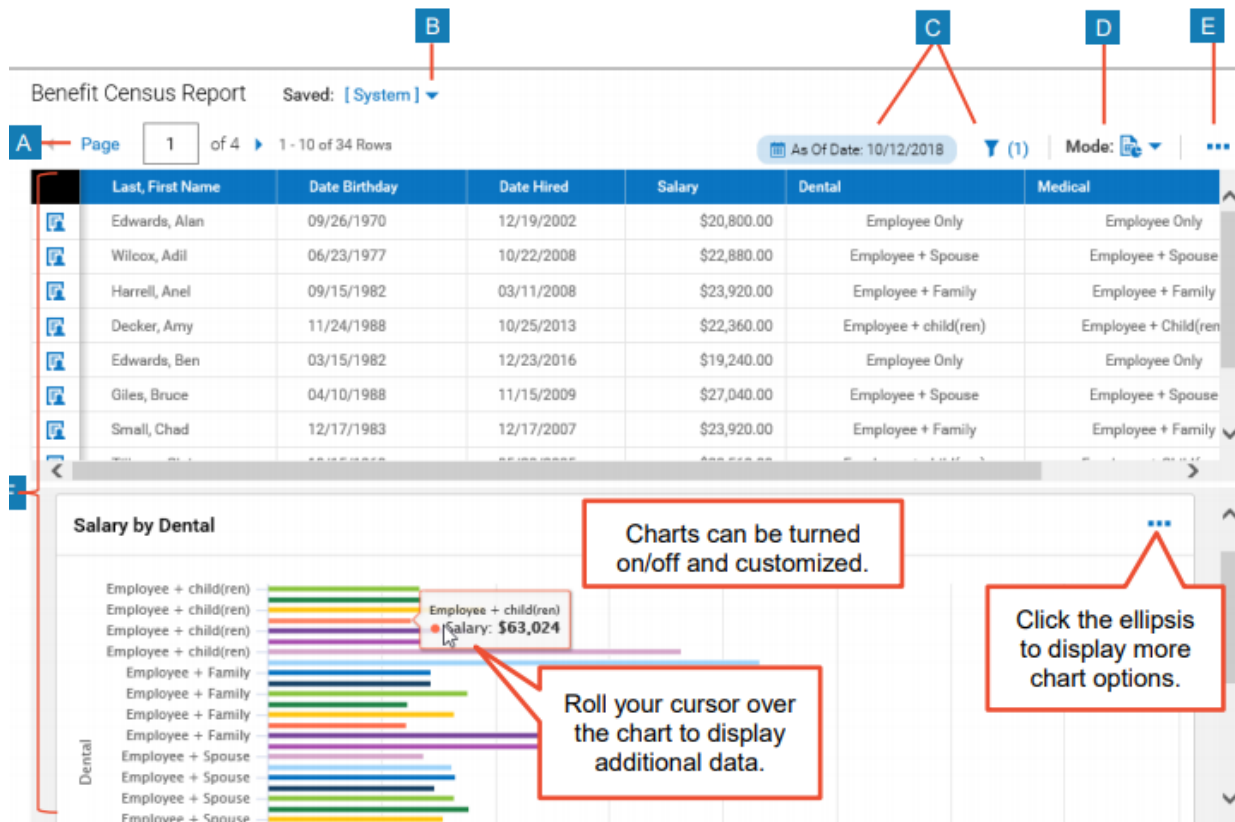 B C D E
Benefit Census Report Saved: [ System ]
A Page 1 of 4 1 - 10 of 34 Rows As Of Date: 10/12/2018 (1) Mode:
Last, First Name Date Birthday Date Hired Salary Dental Medical
Edwards, Alan 09/26/1970 12/19/2002 $20,800.00 Employee Only Employee Only
Wilcox, Adil 06/23/1977 10/22/2008 $22,880.00 Employee + Spouse Employee + Spouse
Harrell, Anel 09/15/1982 03/11/2008 $23,920.00 Employee + Family Employee + Family
Decker, Amy 11/24/1988 10/25/2013 $22,360.00 Employee + child(ren) Employee + Child(ren
Edwards, Ben 03/15/1982 12/23/2016 $19,240.00 Employee Only Employee Only
Giles, Bruce 04/10/1988 11/15/2009 $27,040.00 Employee + Spouse Employee + Spouse
Small, Chad 12/17/1983 12/17/2007 $23,920.00 Employee + Family Employee + Family
Salary by Dental
Charts can be turned
on/off and customized.
Employee + child(ren)
Employee + child(ren)
Employee + child(ren)
Employee + child(ren)
Employee + Family
Employee + Family
Employee + Family
Employee + Family
Employee + Spouse
Employee + Spouse
Employee + Spouse
Employee + Spouse
Dental
Employee + child(ren)
Salary: $63,024
Roll your cursor over
the chart to display
additional data.
Click the ellipsis
to display more
chart options.